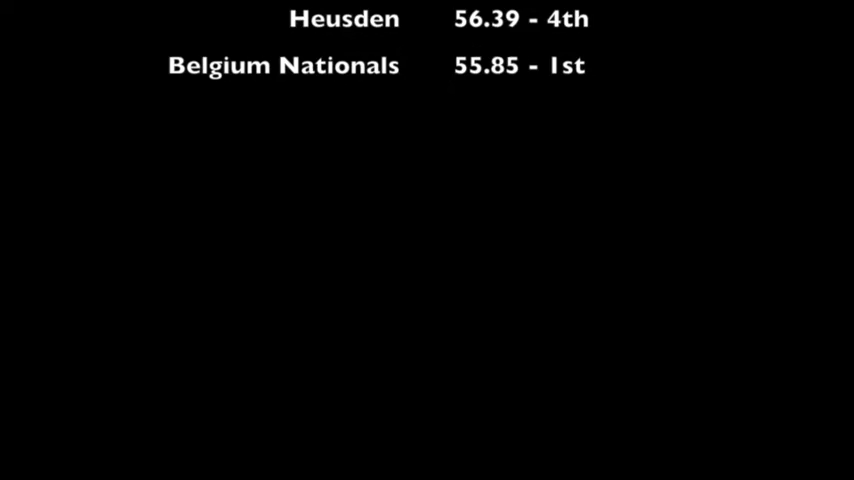 Heusden 56.39 - 4th
Belgium Nationals 55.85 - 1st